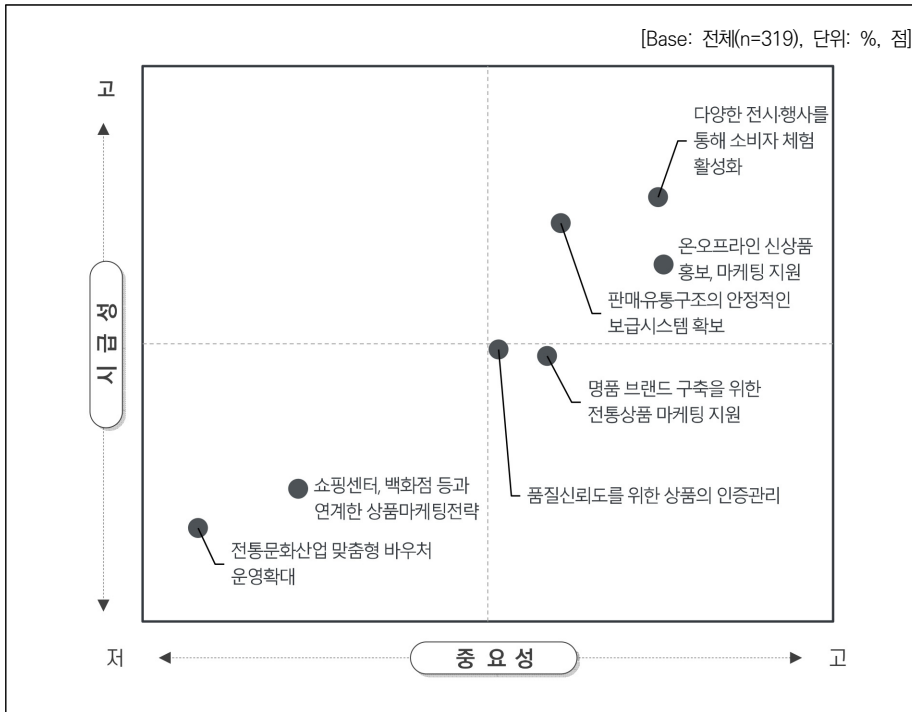 [Base: 전체(n=319), 단위: %, 점]
고
다양한 전시·행사를
통해 소비자 체험
활성화
온·오프라인 신상품
홍보, 마케팅 지원
판매·유통구조의 안정적인
보급시스템 확보
시급성
명품 브랜드 구축을 위한
전통상품 마케팅 지원
쇼핑센터, 백화점 등과
연계한 상품마케팅전략
품질신뢰도를 위한 상품의 인증관리
전통문화산업 맞춤형 바우처
운영확대
저
중요성
고